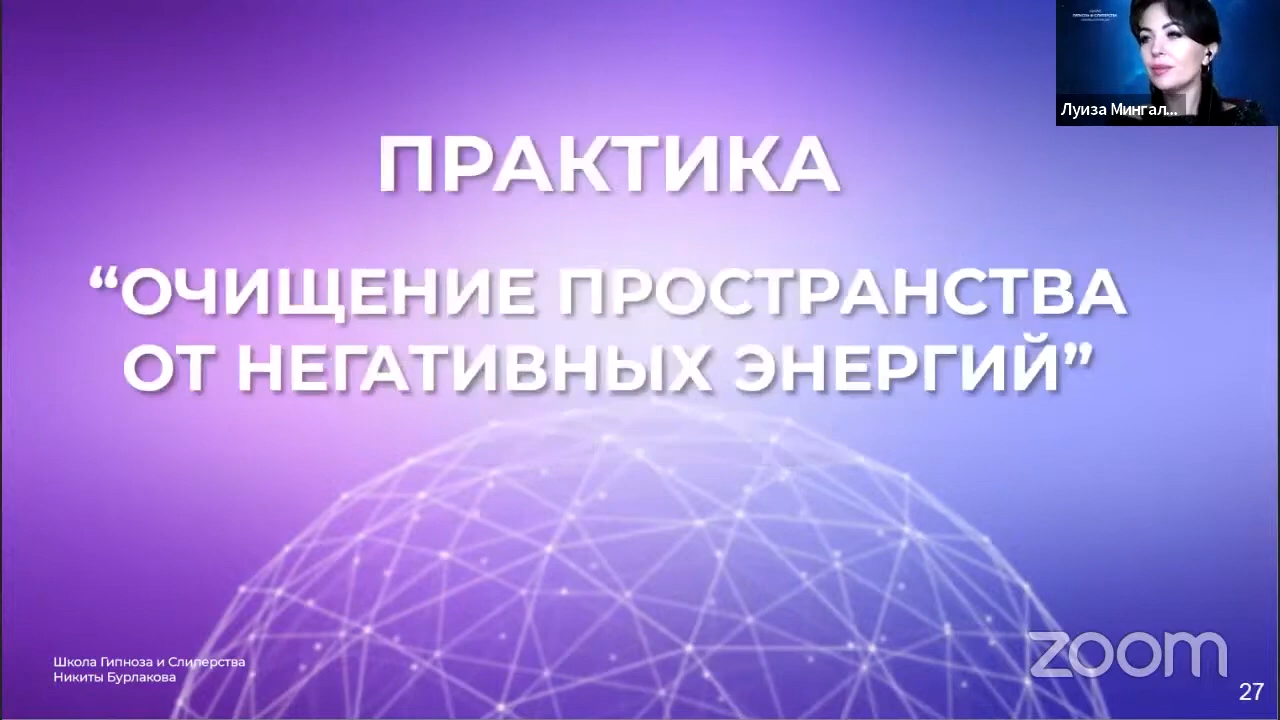 ПРАКТИКА
“ОЧИЩЕНИЕ ПРОСТРАНСТВА
ОТ НЕГАТИВНЫХ ЭНЕРГИЙ”
Луиза Мингал...
Школа Гипноза и Слиперства
Никиты Бурлакова
zoom
27